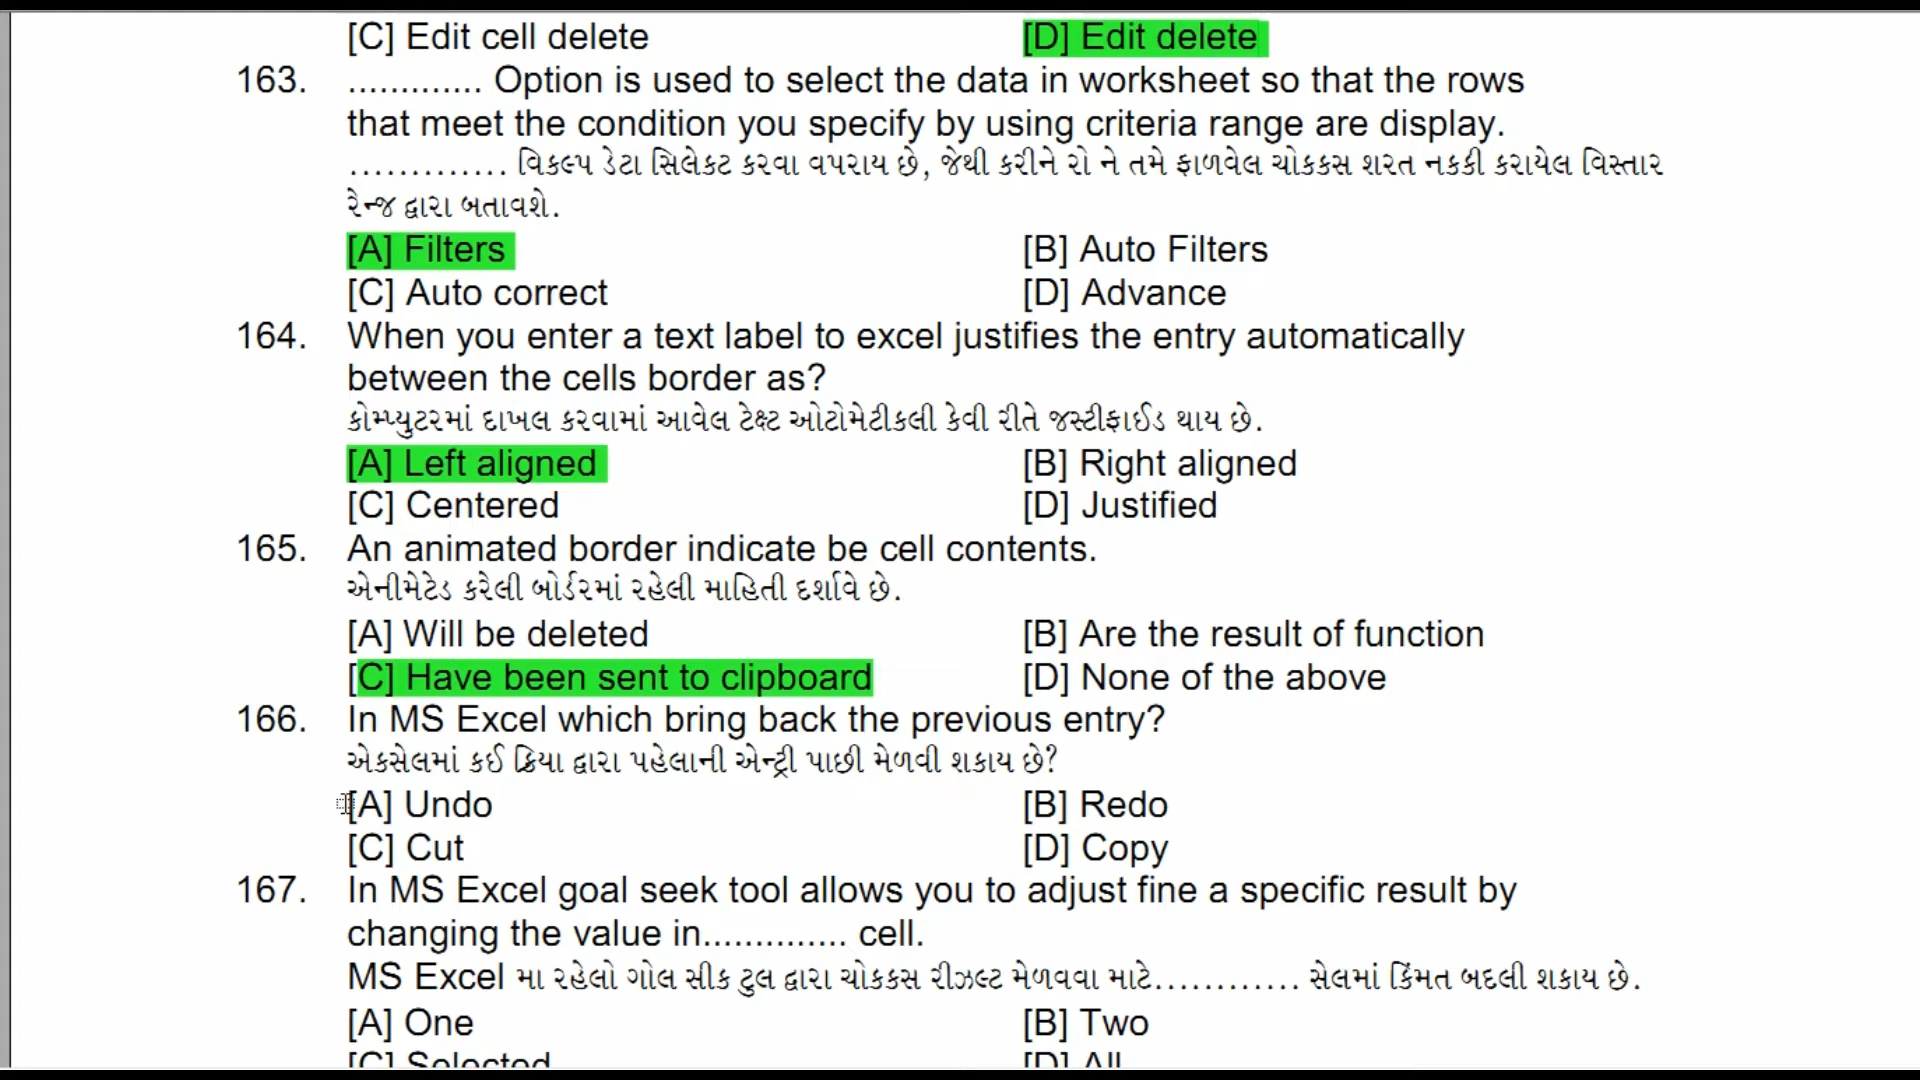 [C] Edit cell delete [D] Edit delete
163. ............. Option is used to select the data in worksheet so that the rows
that meet the condition you specify by using criteria range are display.
............. વિકલ્પ ડેટા સિલેકટ કરવા વપરાય છે, જેથી કરીને રો ને તમે ફાળવેલ ચોકકસ શરત નકકી કરાયેલ વિસ્તાર
રેન્જ દ્વારા બતાવશે.
[A] Filters [B] Auto Filters
[C] Auto correct [D] Advance
164. When you enter a text label to excel justifies the entry automatically
between the cells border as?
કોમ્પ્યુટરમાં દાખલ કરવામાં આવેલ ટેક્ષ્ટ ઓટોમેટીકલી કેવી રીતે જસ્ટીફાઈડ થાય છે.
[A] Left aligned [B] Right aligned
[C] Centered [D] Justified
165. An animated border indicate be cell contents.
એનીમેટેડ કરેલી બોર્ડરમાં રહેલી માહિતી દર્શાવે છે.
[A] Will be deleted [B] Are the result of function
[C] Have been sent to clipboard [D] None of the above
166. In MS Excel which bring back the previous entry?
એકસેલમાં કઈ ક્રિયા દ્વારા પહેલાની એન્ટ્રી પાછી મેળવી શકાય છે?
[A] Undo [B] Redo
[C] Cut [D] Copy
167. In MS Excel goal seek tool allows you to adjust fine a specific result by
changing the value in.............. cell.
MS Excel મા રહેલો ગોલ સીક ટુલ દ્વારા ચોકકસ રીઝલ્ટ મેળવવા માટે............ સેલમાં કિંમત બદલી શકાય છે.
[A] One [B] Two
[C] Selected [D] All